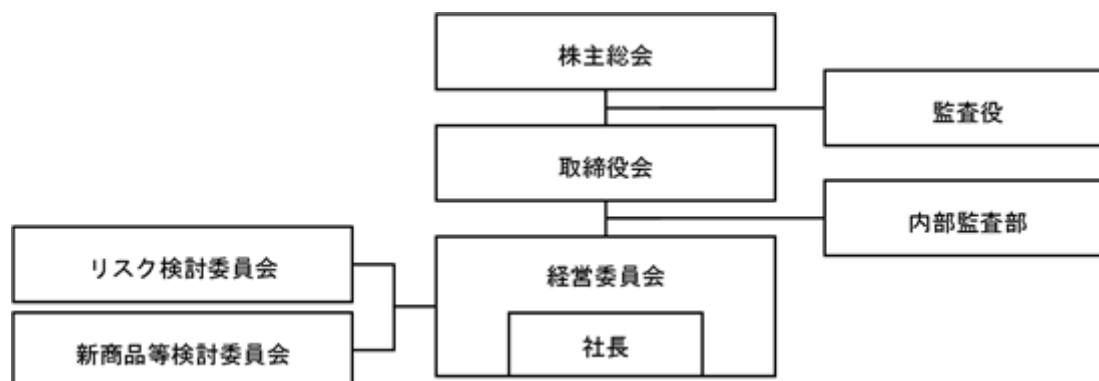 株主総会
監査役
取締役会
内部監査部
リスク検討委員会
経営委員会
新商品等検討委員会
社長